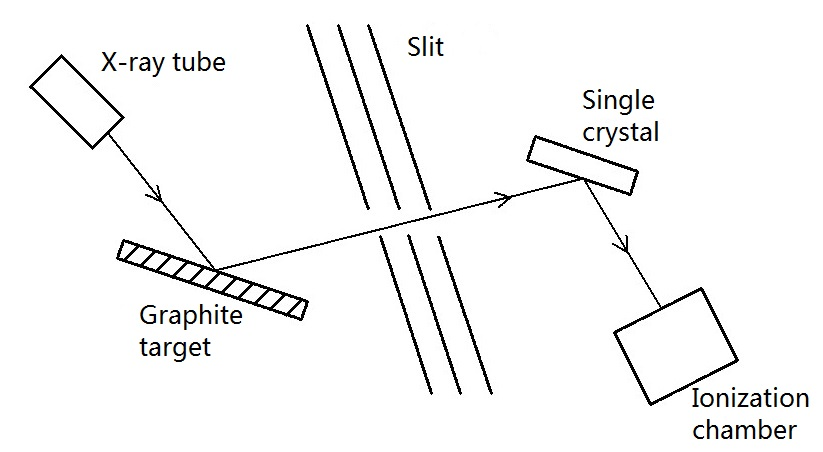 X-ray tube
Slit
Single
crystal
Graphite
target
Ionization
chamber